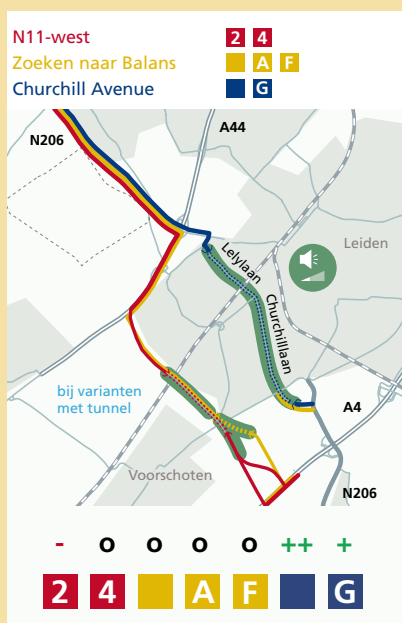 N11-west 2 4
Zoeken naar Balans A F
Churchill Avenue G
A44
N206
Leiden
Lelylaan
Churchilllaan
bij varianten
met tunnel
A4
Voorschoten
N206
- o o o o ++ +
2 4 A F G